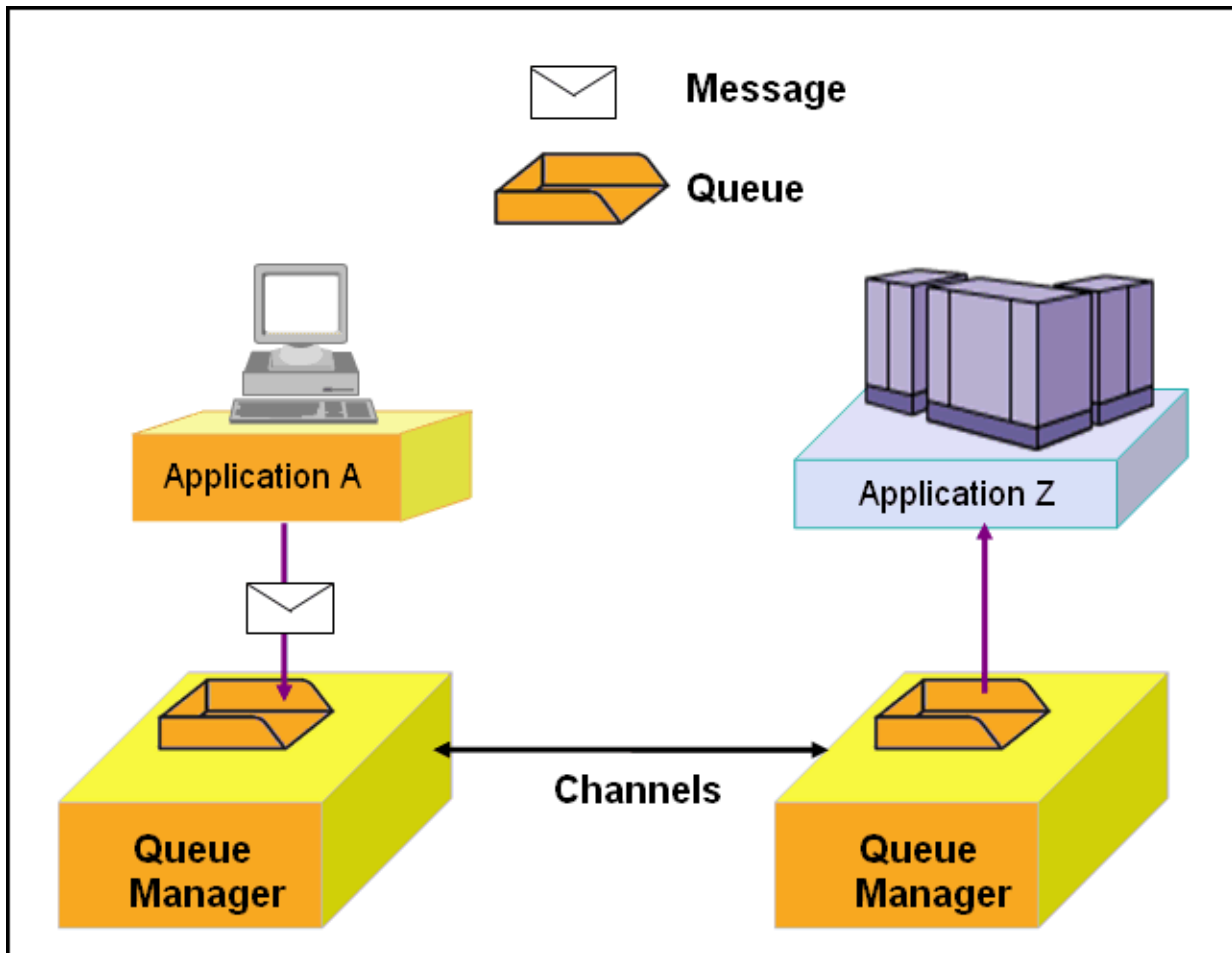 Message
Queue
Application A
Application Z
Channels
Queue
Manager
Queue
Manager